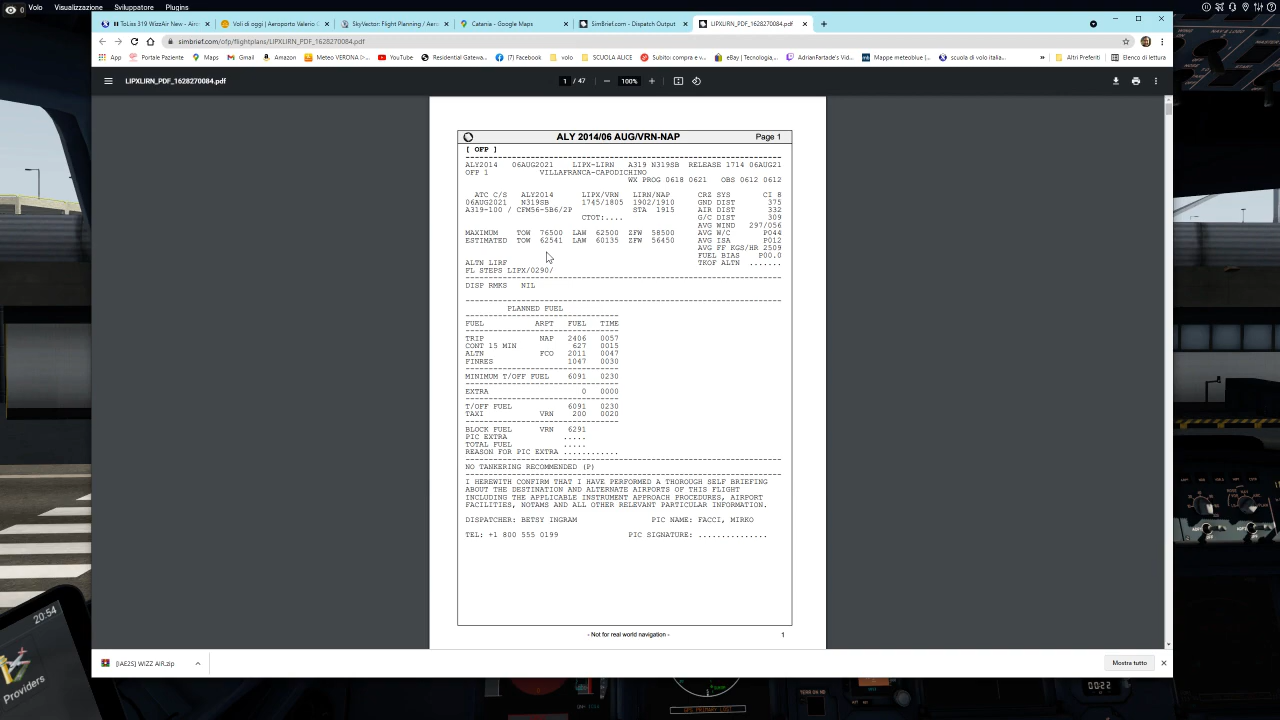 0 Volo Visualizzazione Sviluppatore Plugins
ToLiss 319 WizzAir New - Airc Voli di oggi | Aeroporto Valerio C SkyVector: Flight Planning / Aero Catania - Google Maps SimBrief.com - Dispatch Output LIPXLIRN_PDF_1628270084.pdf
simbrief.com/ofp/flightplans/LIPXLIRN_PDF_1628270084.pdf
App Portale Paziente Maps Gmail Amazon Meteo VERONA YouTube Residential Gatewa... (7) Facebook volo SCUOLA ALICE Subito: compra e v... eBay | Tecnologia,... AdrianFartade's Vid... Mappe meteoblue |... scuola di volo italia... » Altri Preferiti Elenco di lettura
LIPXLIRN_PDF_1628270084.pdf 1 / 47 100%
ALY 2014/06 AUG/VRN-NAP Page 1
[ OFP ]
ALY2014 06AUG2021 LIPX-LIRN A319 N319SB RELEASE 1714 06AUG21
OFP 1 VILLAFRANCA-CAPODICHINO
WX PROG 0618 0621 OBS 0612 0612
ATC C/S ALY2014 LIPX/VRN LIRN/NAP CRZ SYS CI 8
06AUG2021 N319SB 1745/1805 1902/1910 GND DIST 375
A319-100 / CFM56-5B6/2P STA 1915 AIR DIST 332
CTOT:.... G/C DIST 309
AVG WIND 297/056
MAXIMUM TOW 76500 LAW 62500 ZFW 58500 AVG W/C P044
ESTIMATED TOW 62541 LAW 60135 ZFW 56450 AVG ISA P012
AVG FF KGS/HR 2509
FUEL BIAS P00.0
ALTN LIRF TKOF ALTN .......
FL STEPS LIPX/0290/
DISP RMKS NIL
PLANNED FUEL
FUEL ARPT FUEL TIME
TRIP NAP 2406 0057
CONT 15 MIN 627 0015
ALTN FCO 2011 0047
FINRES 1047 0030
MINIMUM T/OFF FUEL 6091 0230
EXTRA 0 0000
T/OFF FUEL 6091 0230
TAXI VRN 200 0020
BLOCK FUEL VRN 6291
PIC EXTRA .....
TOTAL FUEL .....
REASON FOR PIC EXTRA ............
NO TANKERING RECOMMENDED (P)
I HEREWITH CONFIRM THAT I HAVE PERFORMED A THOROUGH SELF BRIEFING
ABOUT THE DESTINATION AND ALTERNATE AIRPORTS OF THIS FLIGHT
INCLUDING THE APPLICABLE INSTRUMENT APPROACH PROCEDURES, AIRPORT
FACILITIES, NOTAMS AND ALL OTHER RELEVANT PARTICULAR INFORMATION.
DISPATCHER: BETSY INGRAM PIC NAME: FACCI, MIRKO
TEL: +1 800 555 0199 PIC SIGNATURE: ...............
- Not for real world navigation - 1
20:54
Providers
[IAE2S] WIZZ AIR.zip Mostra tutto
00:22